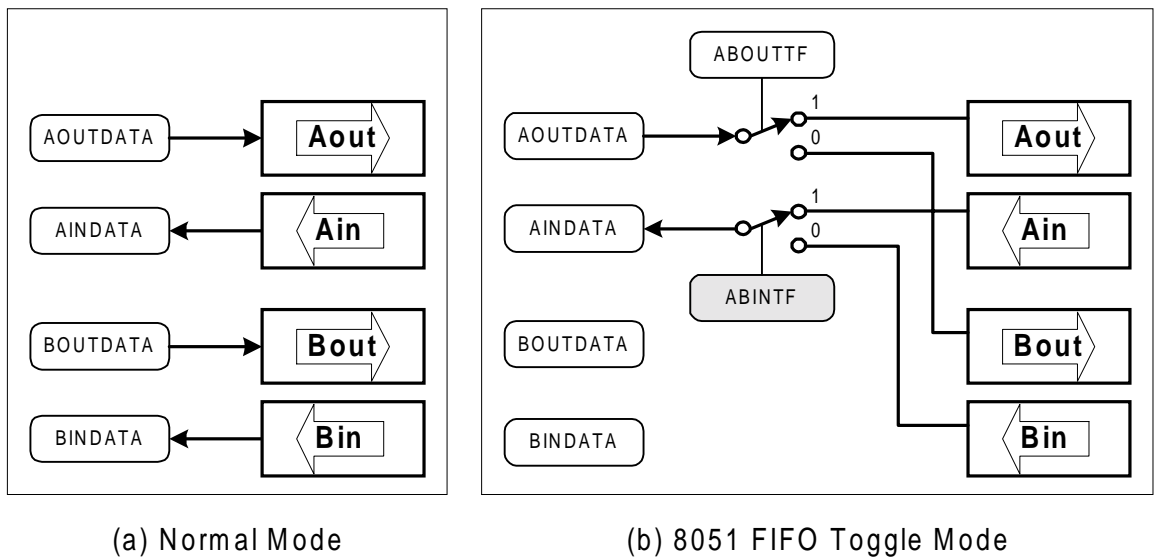 AOUTDATA
Aout
AINDATA
Ain
BOUTDATA
Bout
BINDATA
Bin
(a) Normal Mode
ABOUTTF
AOUTDATA
1
0
Aout
AINDATA
1
0
Ain
ABINTF
BOUTDATA
Bout
BINDATA
Bin
(b) 8051 FIFO Toggle Mode